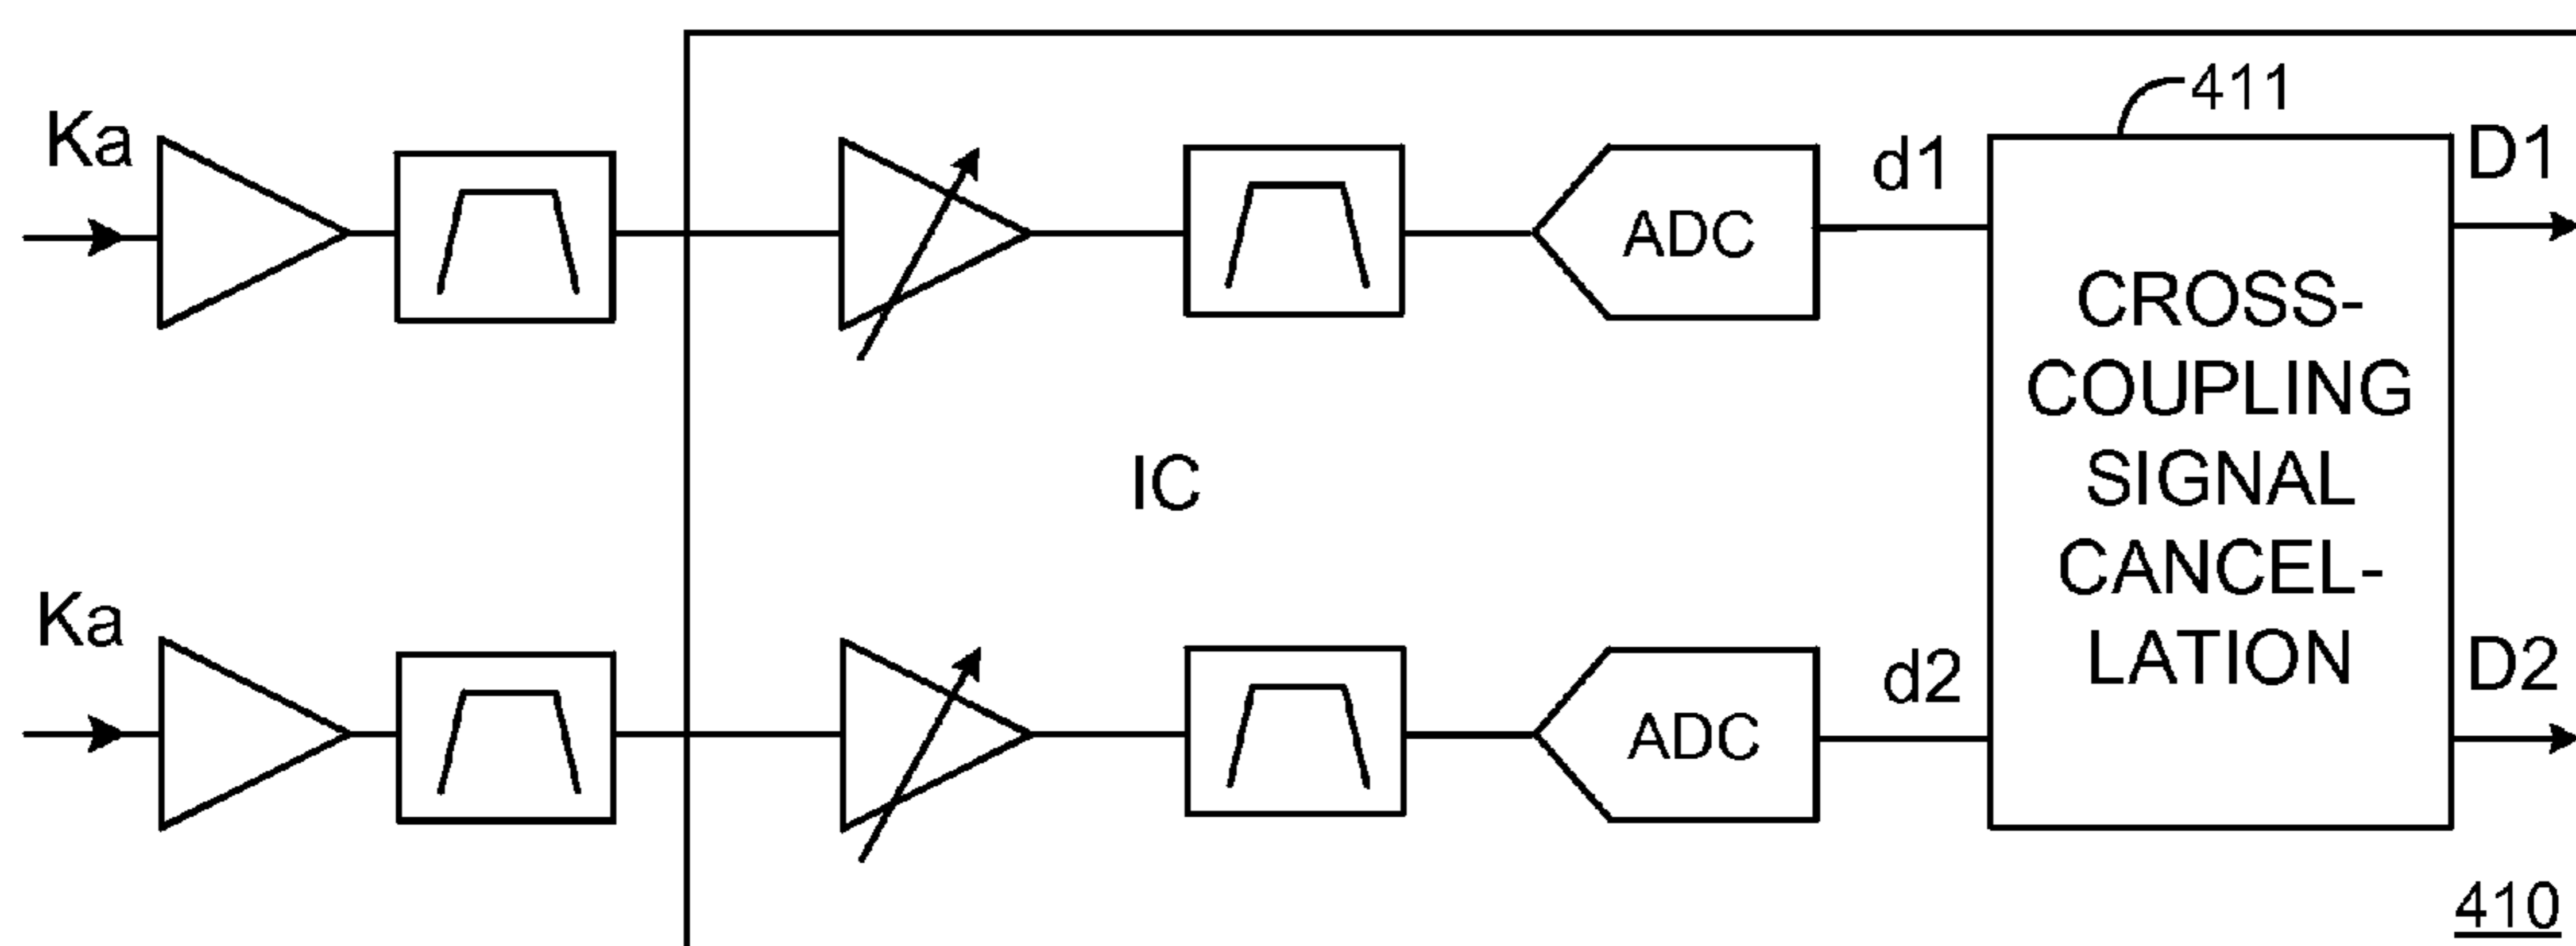 411
Ka
d1
D1
ADC
CROSS-
COUPLING
SIGNAL
CANCEL-
LATION
IC
Ka
d2
D2
ADC
410